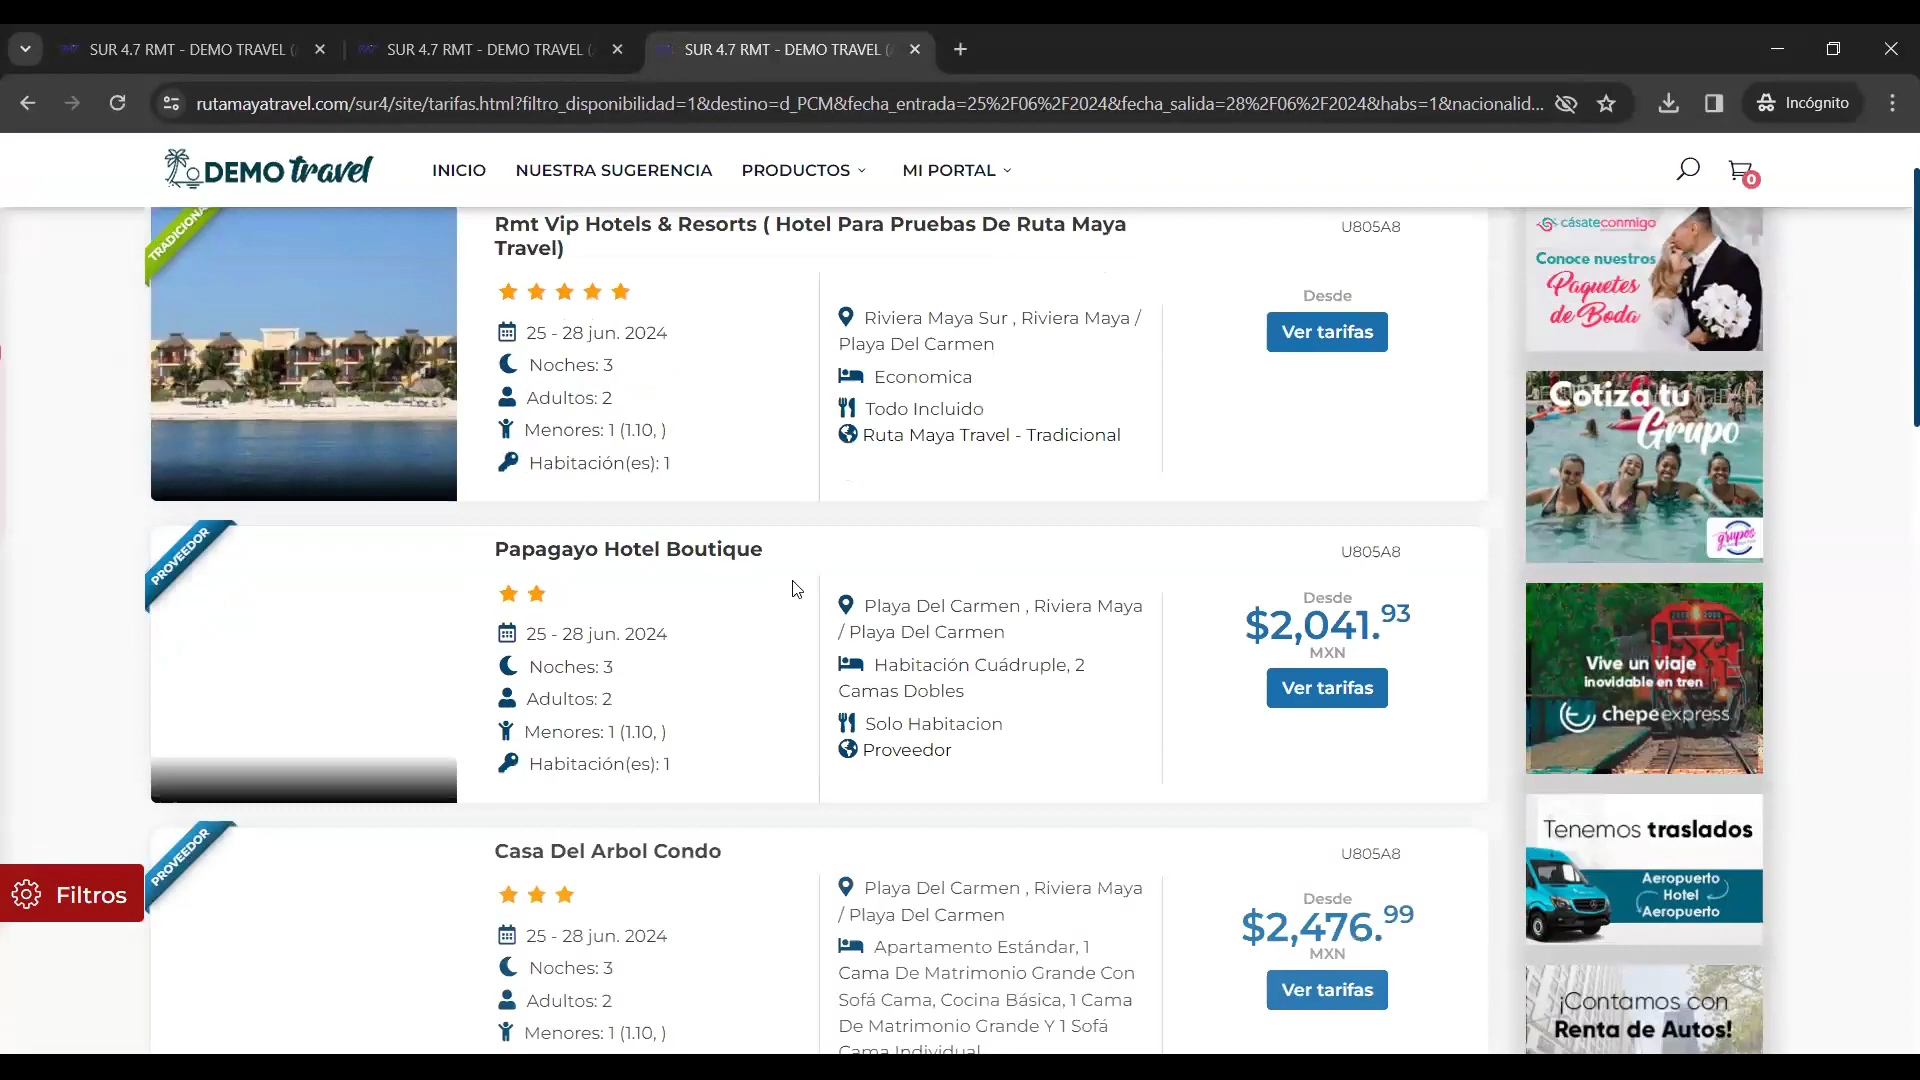 SUR 4.7 RMT - DEMO TRAVEL (
SUR 4.7 RMT - DEMO TRAVEL (
SUR 4.7 RMT - DEMO TRAVEL (
rutamayatravel.com/sur4/site/tarifas.html?filtro_disponibilidad=1&destino=d_PCM&fecha_entrada=25%2F06%2F2024&fecha_salida=28%2F06%2F2024&habs=1&nacionalid...
Incógnito
DEMO travel
INICIO
NUESTRA SUGERENCIA
PRODUCTOS
MI PORTAL
0
TRADICIONA
Rmt Vip Hotels & Resorts ( Hotel Para Pruebas De Ruta Maya
Travel)
U805A8
25 - 28 jun. 2024
Noches: 3
Adultos: 2
Menores: 1 (1.10, )
Habitación(es): 1
Riviera Maya Sur , Riviera Maya /
Playa Del Carmen
Economica
Todo Incluido
Ruta Maya Travel - Tradicional
Desde
Ver tarifas
PROVEEDOR
Papagayo Hotel Boutique
U805A8
25 - 28 jun. 2024
Noches: 3
Adultos: 2
Menores: 1 (1.10, )
Habitación(es): 1
Playa Del Carmen , Riviera Maya
/ Playa Del Carmen
Habitación Cuádruple, 2
Camas Dobles
Solo Habitacion
Proveedor
Desde
$2,041.93
MXN
Ver tarifas
PROVEEDOR
Casa Del Arbol Condo
U805A8
25 - 28 jun. 2024
Noches: 3
Adultos: 2
Menores: 1 (1.10, )
Playa Del Carmen , Riviera Maya
/ Playa Del Carmen
Apartamento Estándar, 1
Cama De Matrimonio Grande Con
Sofá Cama, Cocina Básica, 1 Cama
De Matrimonio Grande Y 1 Sofá
Cama Individual
Desde
$2,476.99
MXN
Ver tarifas
Filtros
cásateconmigo
Conoce nuestros
Paquetes
de Boda
Cotiza tu
Grupo
grupos
Vive un viaje
inovidable en tren
chepe express
Tenemos traslados
Aeropuerto
Hotel
Aeropuerto
¡Contamos con
Renta de Autos!